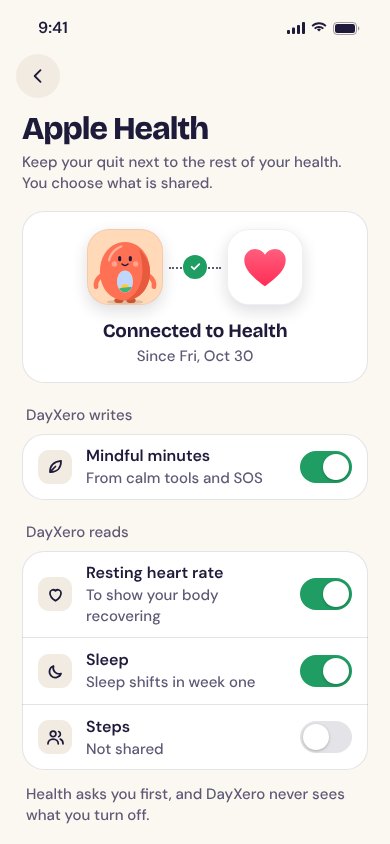 9:41
Apple Health
Keep your quit next to the rest of your health.
You choose what is shared.
Connected to Health
Since Fri, Oct 30
DayXero writes
Mindful minutes
From calm tools and SOS
DayXero reads
Resting heart rate
To show your body
recovering
Sleep
Sleep shifts in week one
Steps
Not shared
Health asks you first, and DayXero never sees
what you turn off.